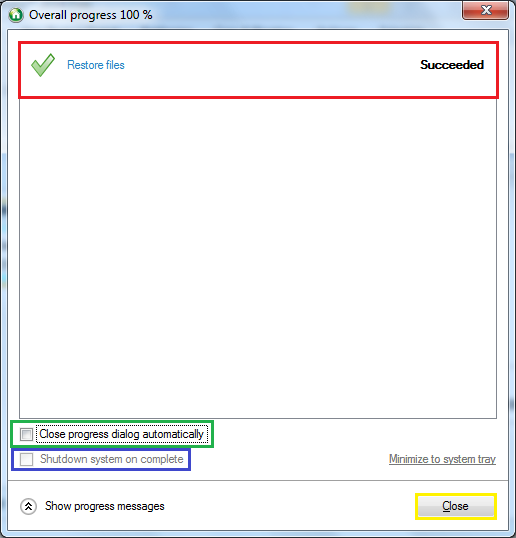 Overall progress 100 %
Restore files Succeeded
Close progress dialog automatically
Shutdown system on complete Minimize to system tray
Show progress messages Close